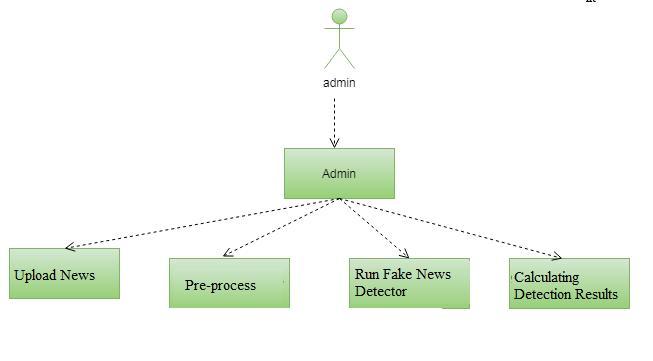 admin
Admin
Upload News
Pre-process
Run Fake News
Detector
Calculating
Detection Results